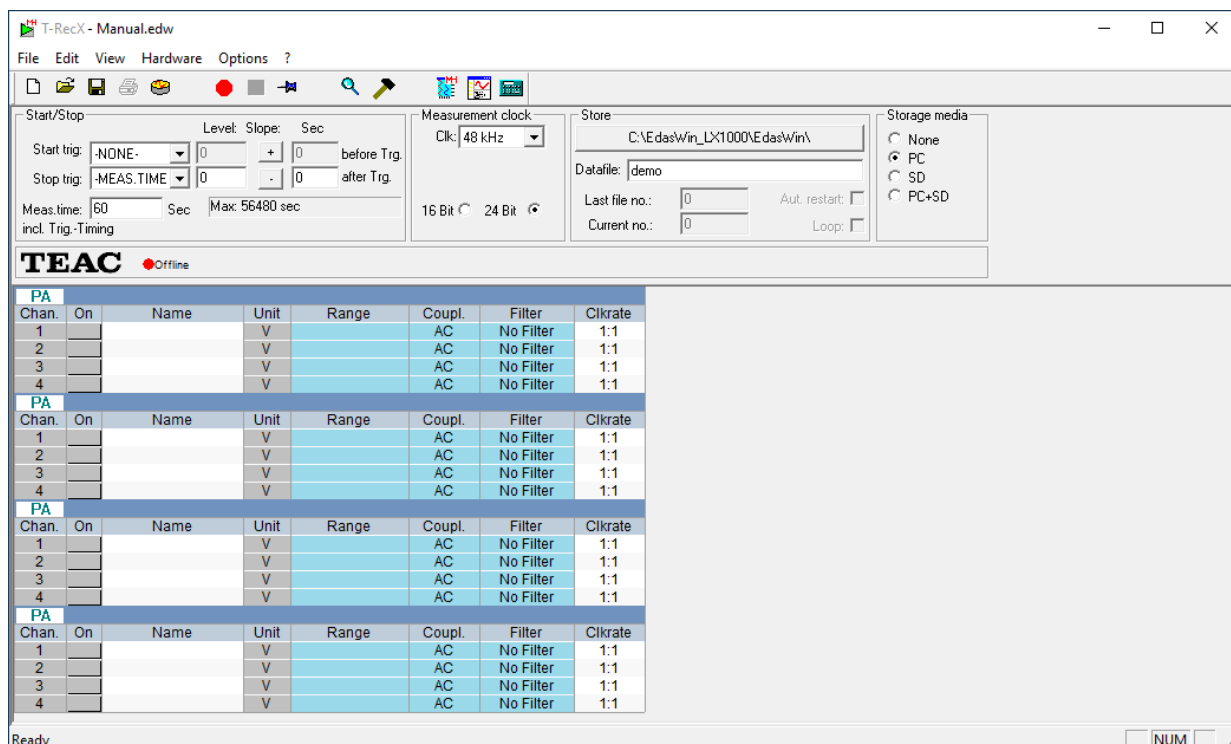 T-RecX - Manual.edw
File Edit View Hardware Options ?
Start/Stop
Level: Slope: Sec
Start trig: -NONE- 0 + 0 before Trg.
Stop trig: -MEAS.TIME 0 - 0 after Trg.
Meas.time: 60 Sec Max: 56480 sec
incl. Trig.-Timing
Measurement clock
Clk: 48 kHz
16 Bit 24 Bit
Store
C:\EdasWin_LX1000\EdasWin\
Datafile: demo
Last file no.: 0 Aut. restart:
Current no.: 0 Loop:
Storage media
None
PC
SD
PC+SD
TEAC Offline
PA
Chan. On Name Unit Range Coupl. Filter Clkrate
1 V AC No Filter 1:1
2 V AC No Filter 1:1
3 V AC No Filter 1:1
4 V AC No Filter 1:1
PA
Chan. On Name Unit Range Coupl. Filter Clkrate
1 V AC No Filter 1:1
2 V AC No Filter 1:1
3 V AC No Filter 1:1
4 V AC No Filter 1:1
PA
Chan. On Name Unit Range Coupl. Filter Clkrate
1 V AC No Filter 1:1
2 V AC No Filter 1:1
3 V AC No Filter 1:1
4 V AC No Filter 1:1
PA
Chan. On Name Unit Range Coupl. Filter Clkrate
1 V AC No Filter 1:1
2 V AC No Filter 1:1
3 V AC No Filter 1:1
4 V AC No Filter 1:1
Ready NUM